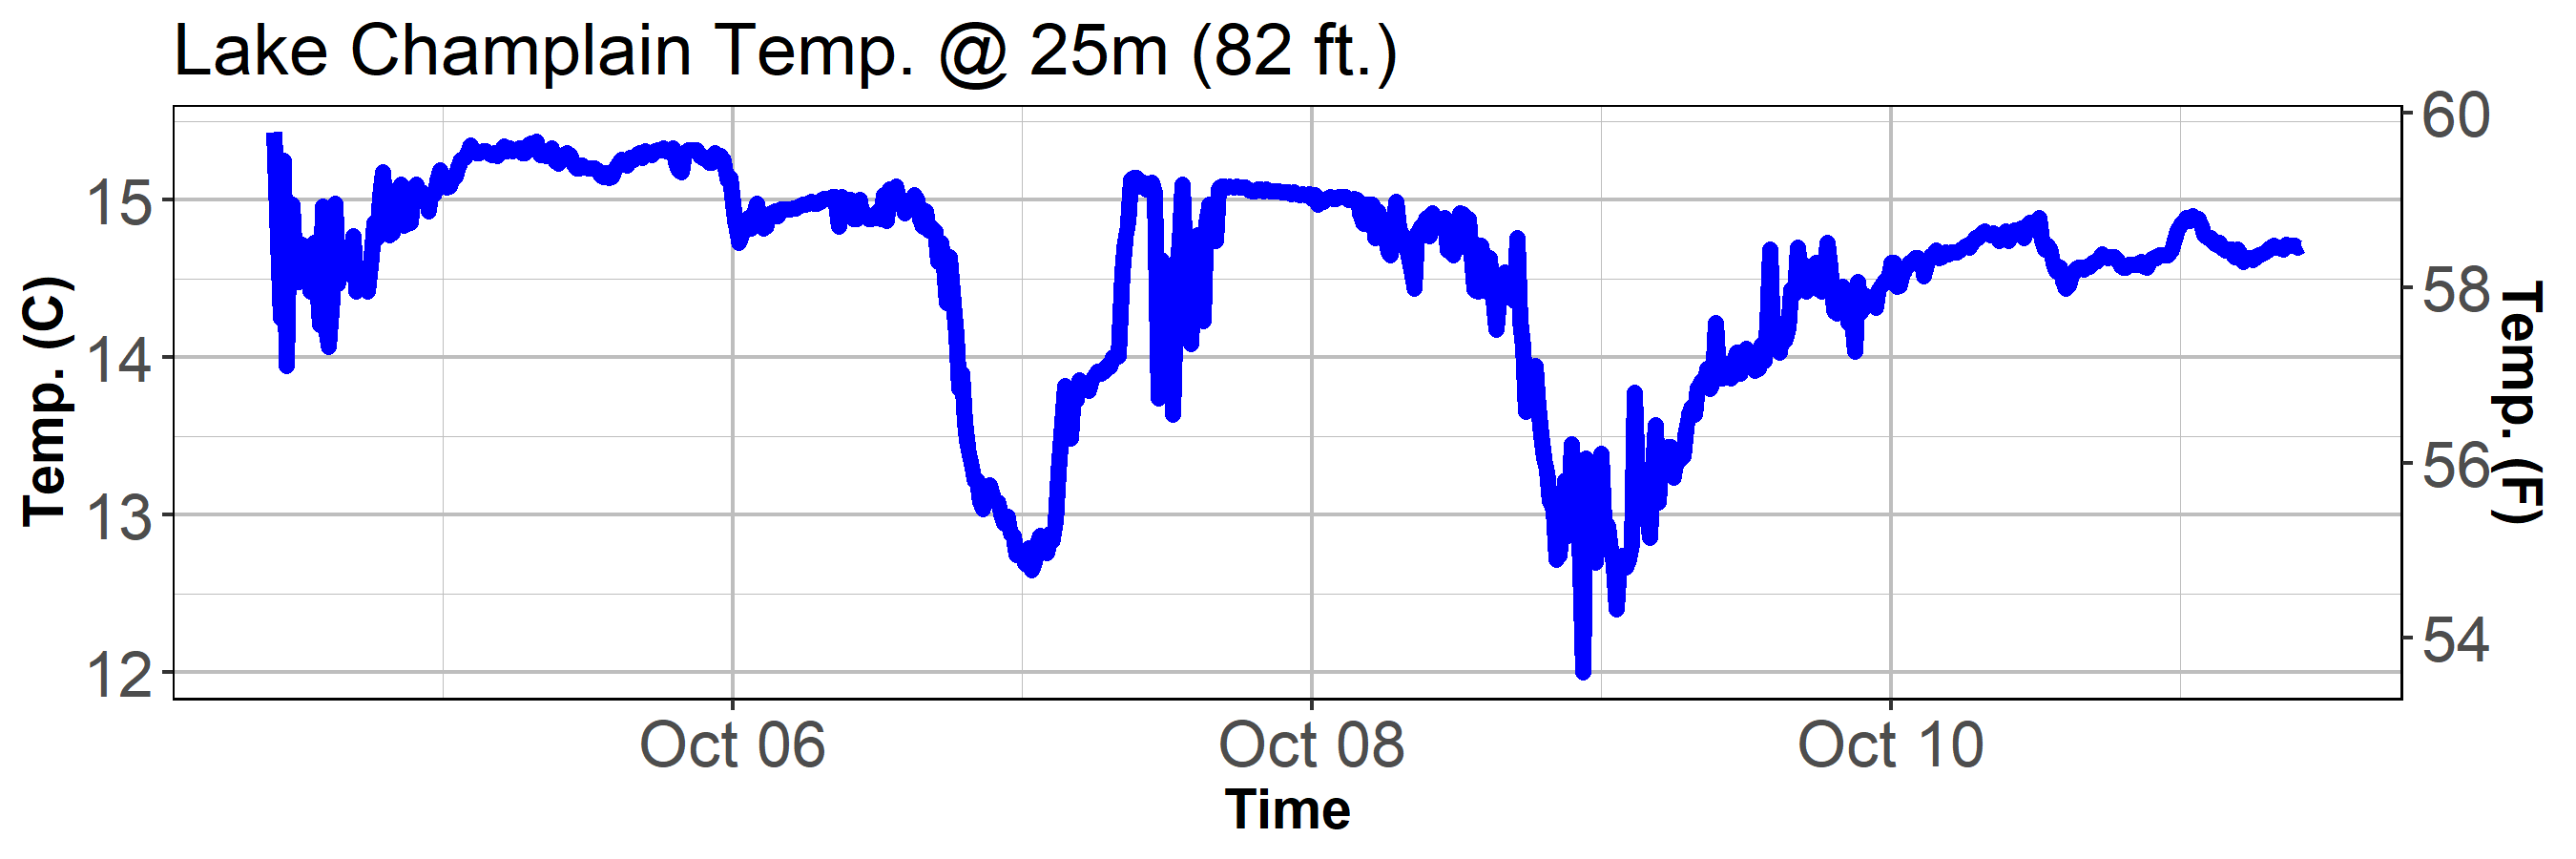 Lake Champlain Temp. @ 25m (82 ft.)
60
15
58
14
56
13
54
12
Temp. (C)
Temp. (F)
Oct 06 Oct 08 Oct 10
Time